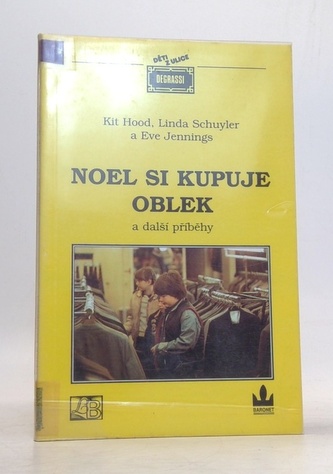 DĚTI Z ULICE
DEGRASSI
Kit Hood, Linda Schuyler
a Eve Jennings
NOEL SI KUPUJE
OBLEK
a další příběhy
BARONET